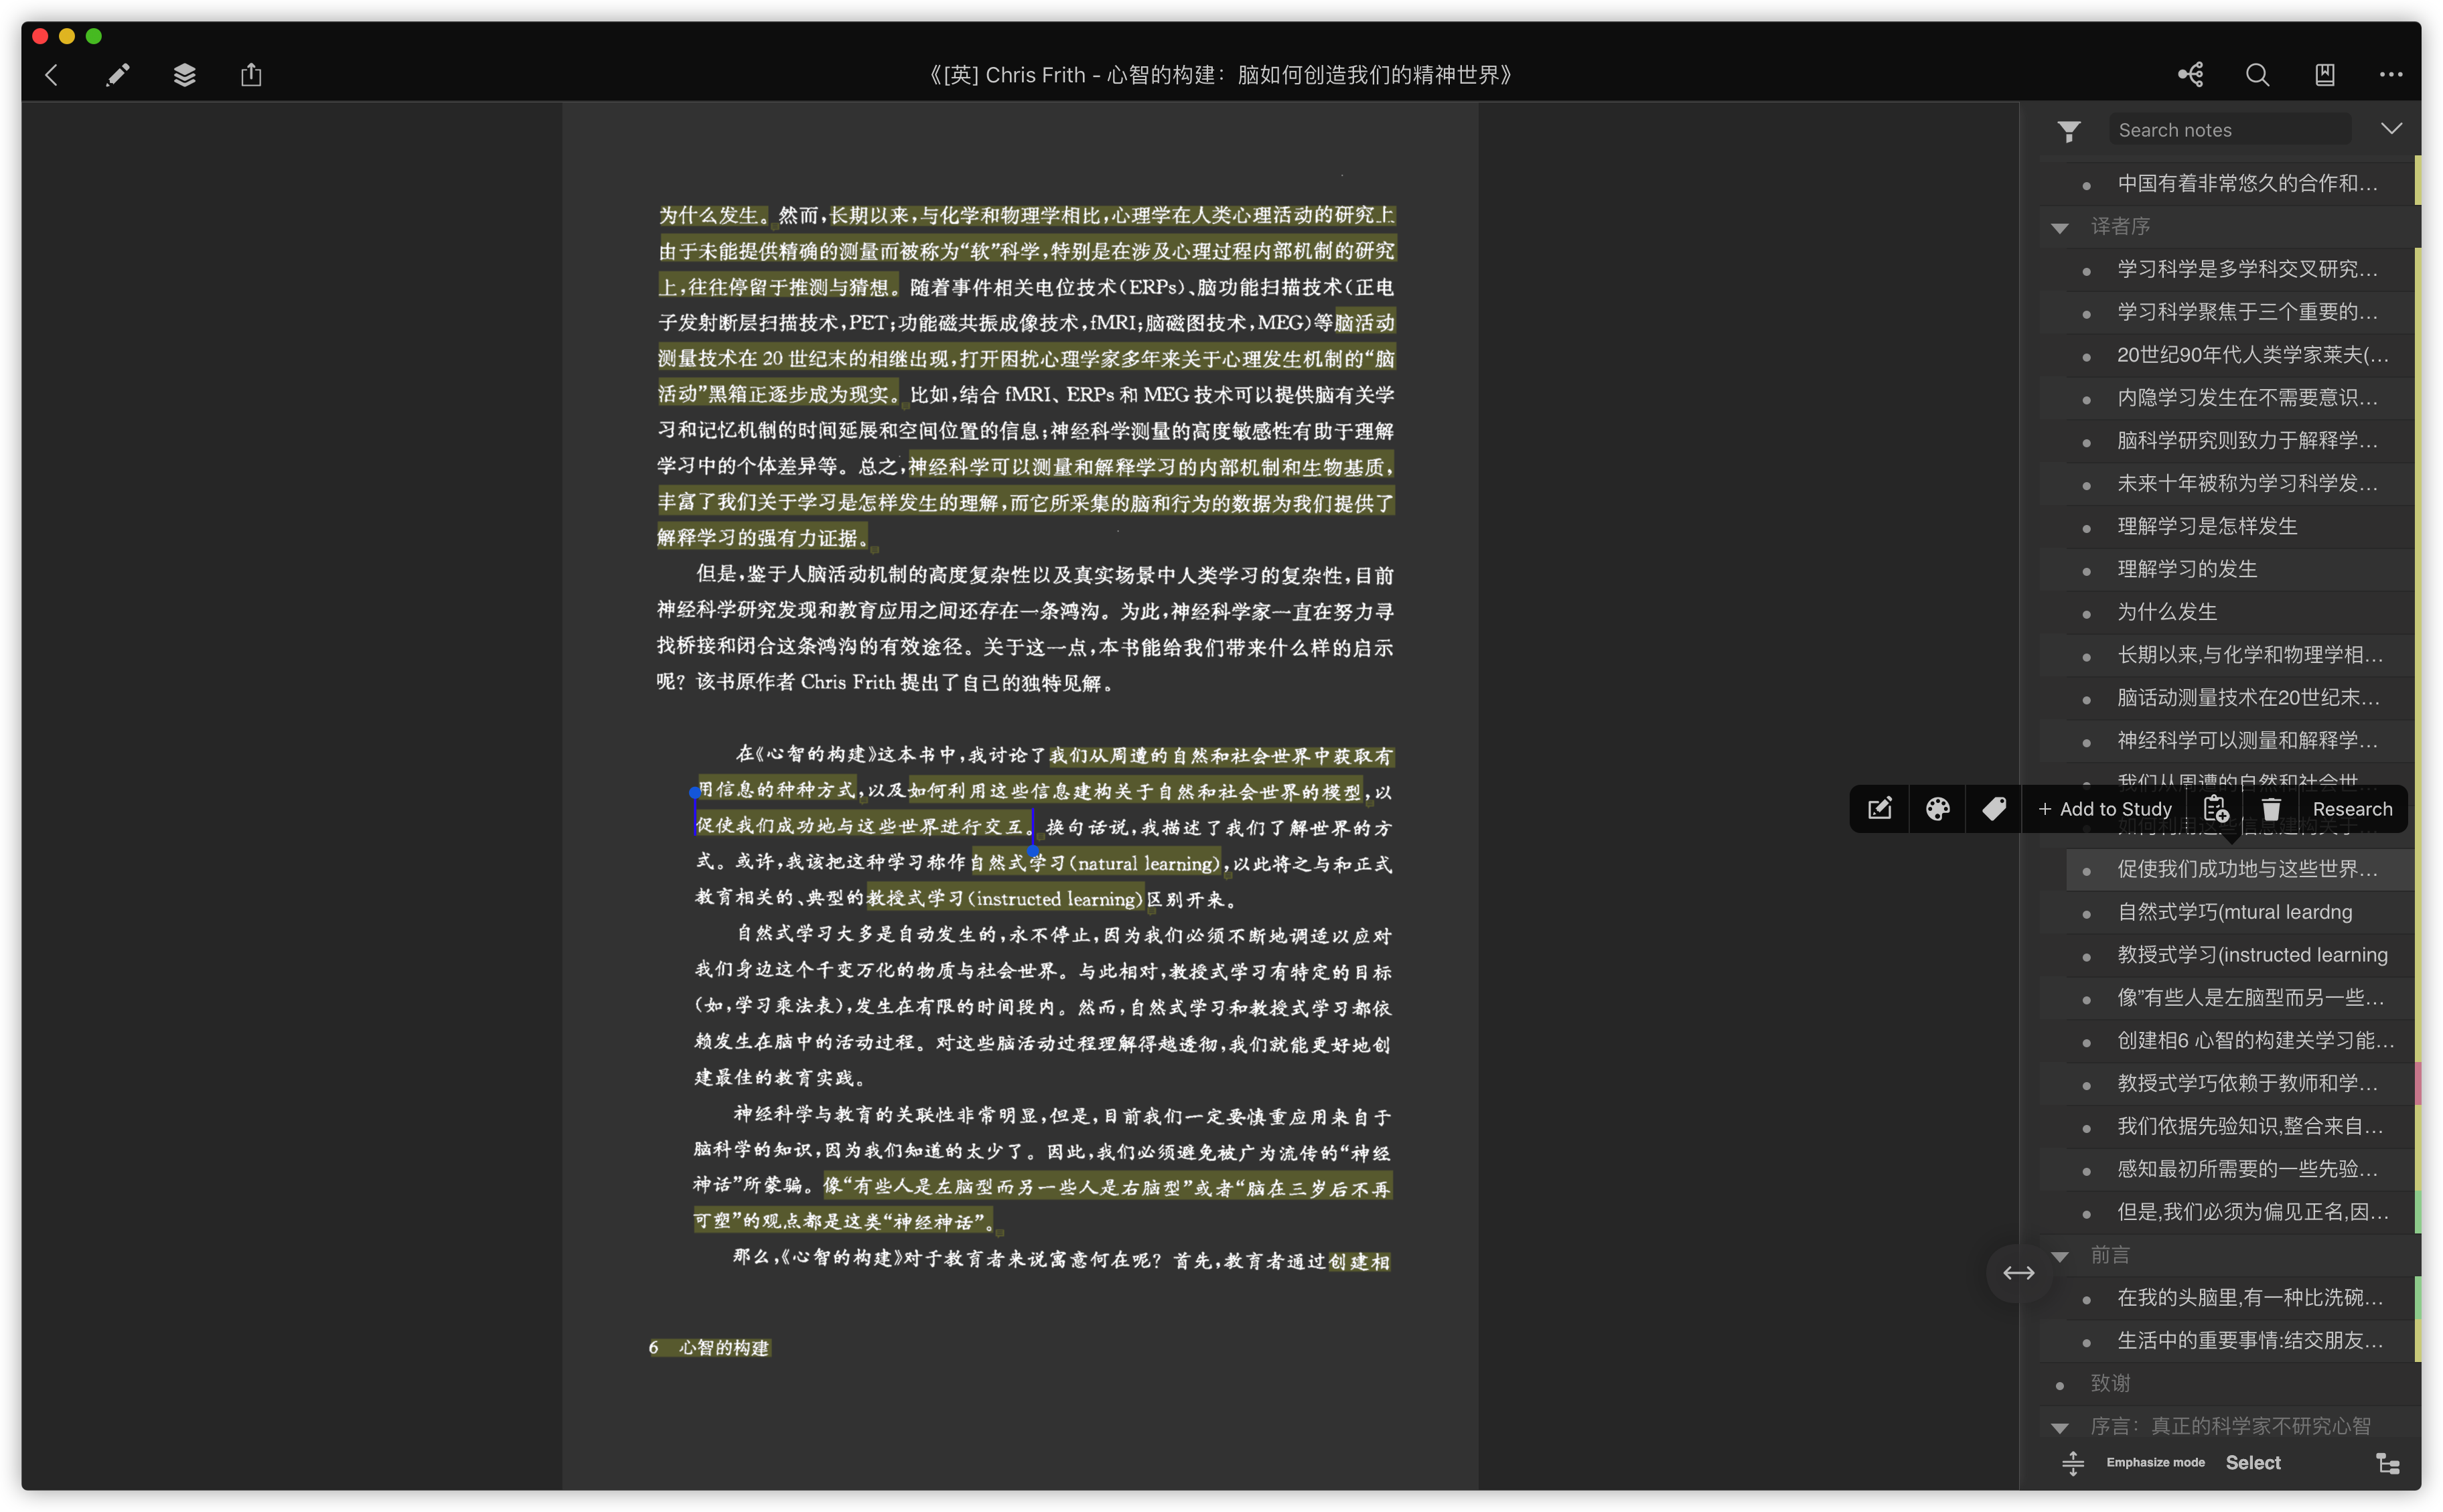 《[英] Chris Frith - 心智的构建：脑如何创造我们的精神世界》
为什么发生。然而,长期以来,与化学和物理学相比,心理学在人类心理活动的研究上
由于未能提供精确的测量而被称为“软”科学,特别是在涉及心理过程内部机制的研究
上,往往停留于推测与猜想。随着事件相关电位技术(ERPs)、脑功能扫描技术(正电
子发射断层扫描技术,PET;功能磁共振成像技术,fMRI;脑磁图技术,MEG)等脑活动
测量技术在 20 世纪末的相继出现,打开困扰心理学家多年来关于心理发生机制的“脑
活动”黑箱正逐步成为现实。比如,结合 fMRI、ERPs 和 MEG 技术可以提供脑有关学
习和记忆机制的时间延展和空间位置的信息;神经科学测量的高度敏感性有助于理解
学习中的个体差异等。总之,神经科学可以测量和解释学习的内部机制和生物基质,
丰富了我们关于学习是怎样发生的理解,而它所采集的脑和行为的数据为我们提供了
解释学习的强有力证据。
但是,鉴于人脑活动机制的高度复杂性以及真实场景中人类学习的复杂性,目前
神经科学研究发现和教育应用之间还存在一条鸿沟。为此,神经科学家一直在努力寻
找桥接和闭合这条鸿沟的有效途径。关于这一点,本书能给我们带来什么样的启示
呢？该书原作者 Chris Frith 提出了自己的独特见解。
在《心智的构建》这本书中,我讨论了我们从周遭的自然和社会世界中获取有
用信息的种种方式,以及如何利用这些信息建构关于自然和社会世界的模型,以
促使我们成功地与这些世界进行交互。换句话说,我描述了我们了解世界的方
式。或许,我该把这种学习称作自然式学习(natural learning),以此将之与和正式
教育相关的、典型的教授式学习(instructed learning)区别开来。
自然式学习大多是自动发生的,永不停止,因为我们必须不断地调适以应对
我们身边这个千变万化的物质与社会世界。与此相对,教授式学习有特定的目标
(如,学习乘法表),发生在有限的时间段内。然而,自然式学习和教授式学习都依
赖发生在脑中的活动过程。对这些脑活动过程理解得越透彻,我们就能更好地创
建最佳的教育实践。
神经科学与教育的关联性非常明显,但是,目前我们一定要慎重应用来自于
脑科学的知识,因为我们知道的太少了。因此,我们必须避免被广为流传的“神经
神话”所蒙骗。像“有些人是左脑型而另一些人是右脑型”或者“脑在三岁后不再
可塑”的观点都是这类“神经神话”。
那么,《心智的构建》对于教育者来说寓意何在呢？首先,教育者通过创建相
6 心智的构建
Search notes
中国有着非常悠久的合作和...
译者序
学习科学是多学科交叉研究...
学习科学聚焦于三个重要的...
20世纪90年代人类学家莱夫(...
内隐学习发生在不需要意识...
脑科学研究则致力于解释学...
未来十年被称为学习科学发...
理解学习是怎样发生
理解学习的发生
为什么发生
长期以来,与化学和物理学相...
脑话动测量技术在20世纪末...
神经科学可以测量和解释学...
我们从周遭的自然和社会世...
+ Add to Study
Research
如何利用这些信息建构关于...
促使我们成功地与这些世界...
自然式学巧(mtural leardng
教授式学习(instructed learning
像”有些人是左脑型而另一些...
创建相6 心智的构建关学习能...
教授式学巧依赖于教师和学...
我们依据先验知识,整合来自...
感知最初所需要的一些先验...
但是,我们必须为偏见正名,因...
前言
在我的头脑里,有一种比洗碗...
生活中的重要事情:结交朋友...
致谢
序言：真正的科学家不研究心智
Emphasize mode
Select